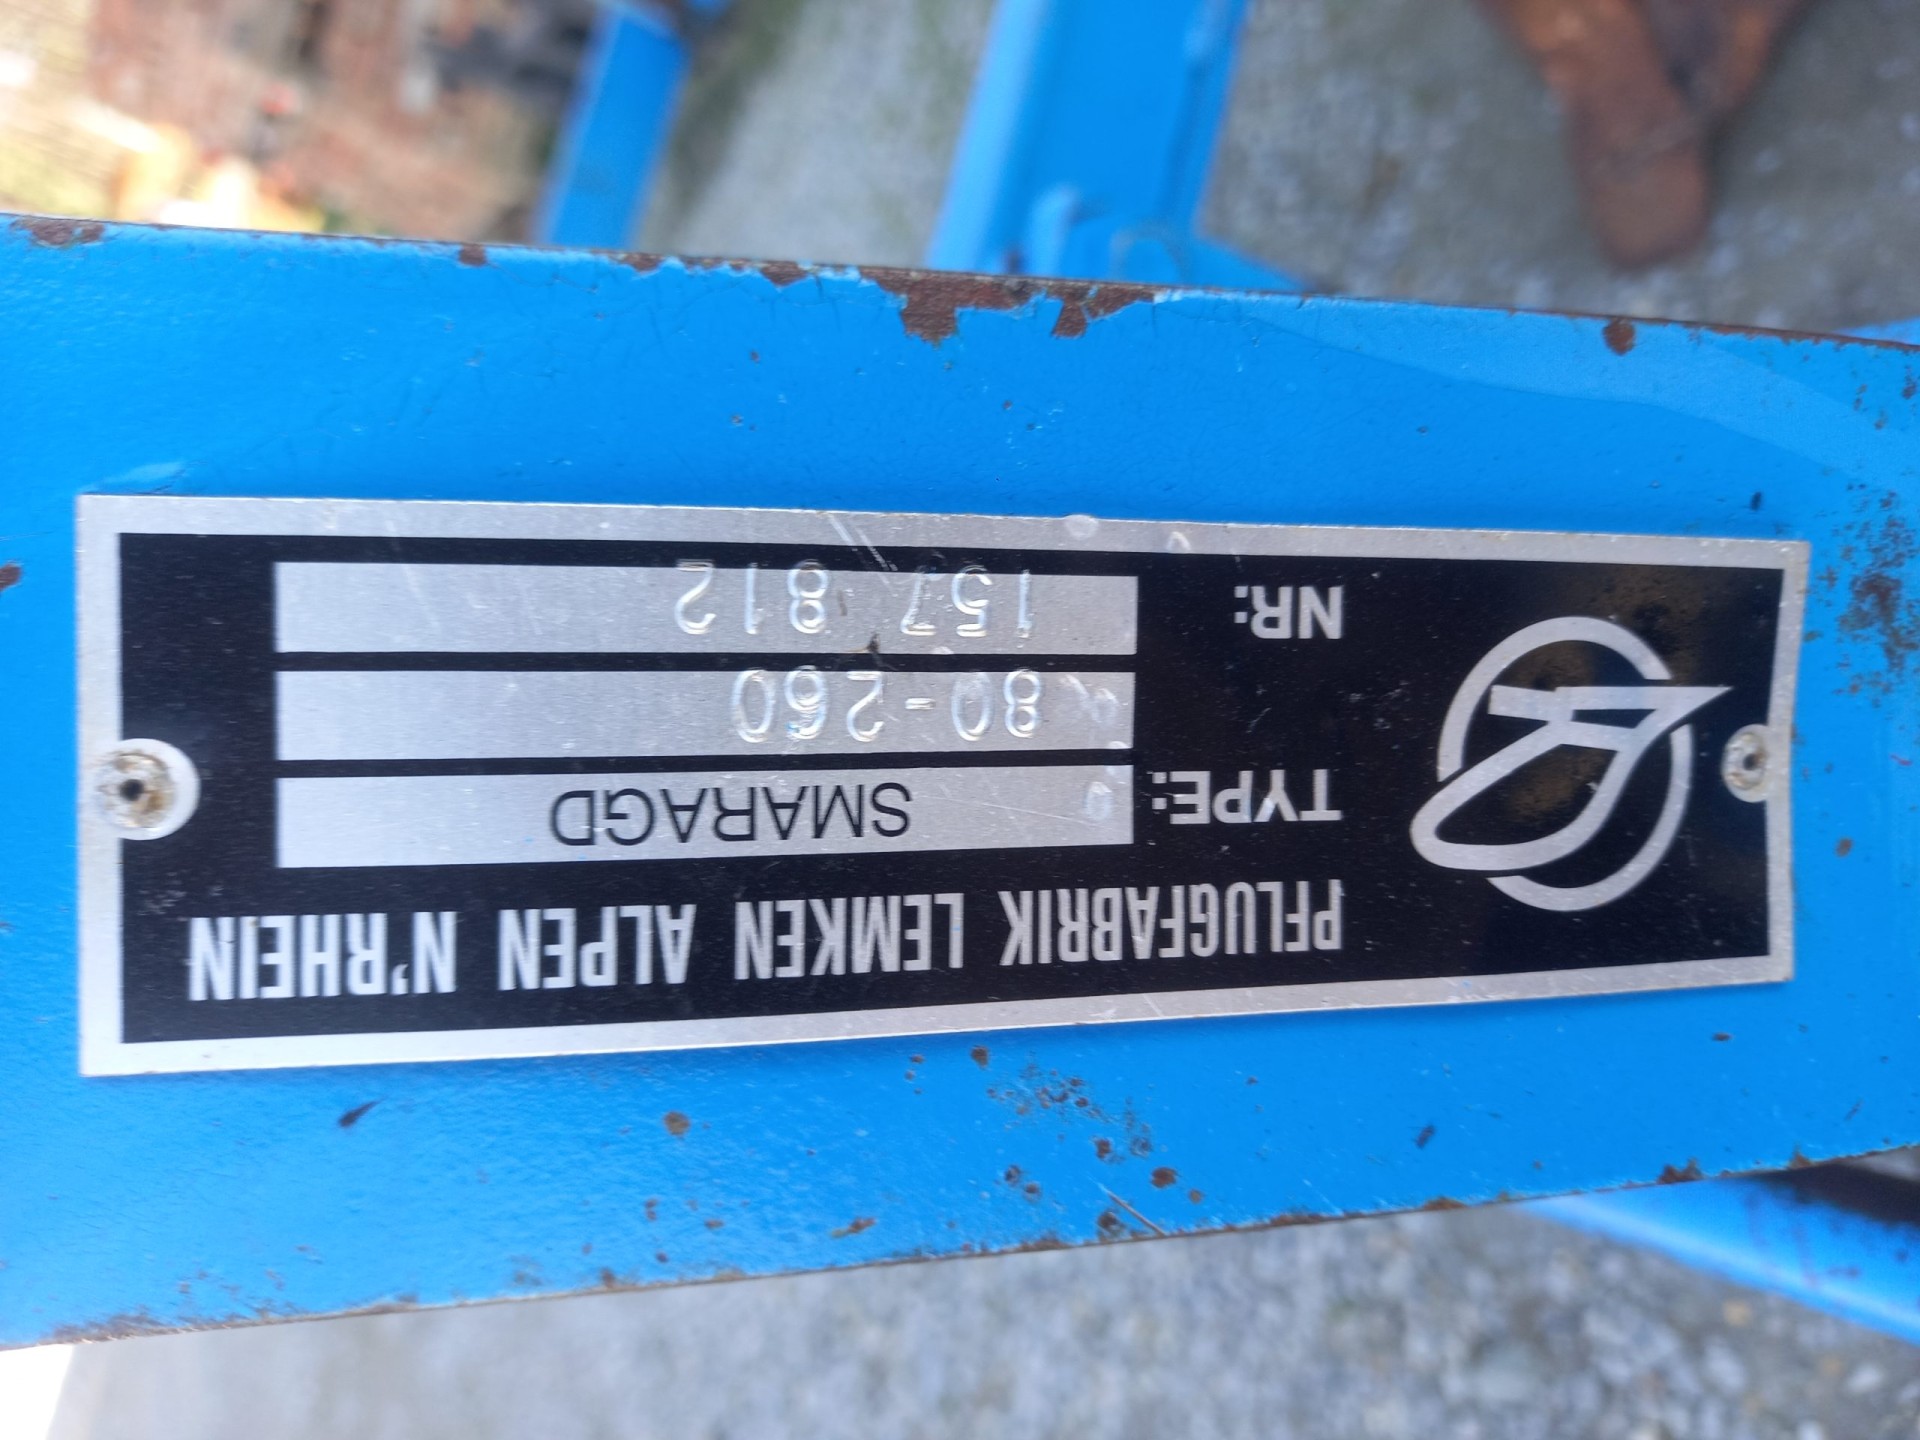 PFLUGFABRIK LEMKEN ALPEN N'RHEIN
TYPE: SMARAGD
80-260
NR: 157 812